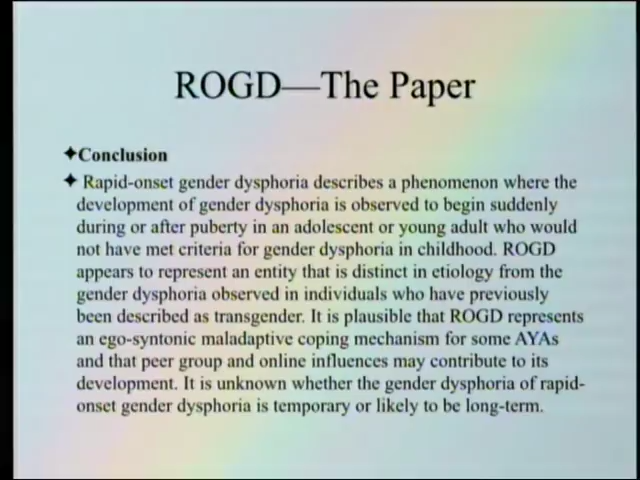 ROGD—The Paper
✦Conclusion
✦ Rapid-onset gender dysphoria describes a phenomenon where the
development of gender dysphoria is observed to begin suddenly
during or after puberty in an adolescent or young adult who would
not have met criteria for gender dysphoria in childhood. ROGD
appears to represent an entity that is distinct in etiology from the
gender dysphoria observed in individuals who have previously
been described as transgender. It is plausible that ROGD represents
an ego-syntonic maladaptive coping mechanism for some AYAs
and that peer group and online influences may contribute to its
development. It is unknown whether the gender dysphoria of rapid-
onset gender dysphoria is temporary or likely to be long-term.